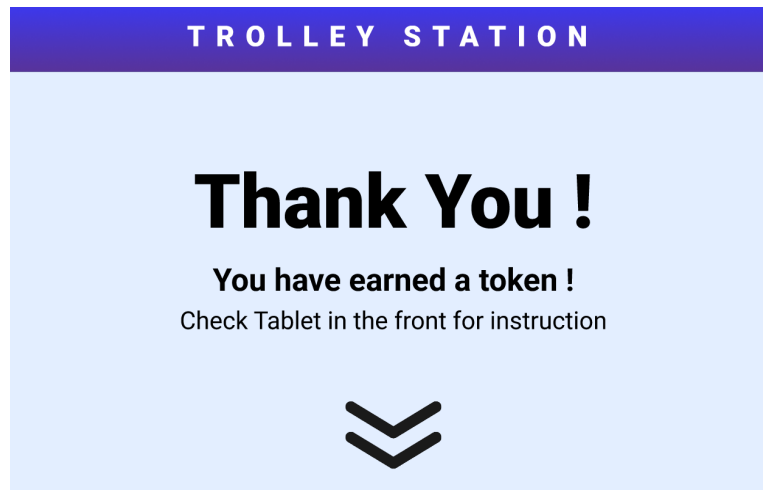 TROLLEY STATION
Thank You !
You have earned a token !
Check Tablet in the front for instruction